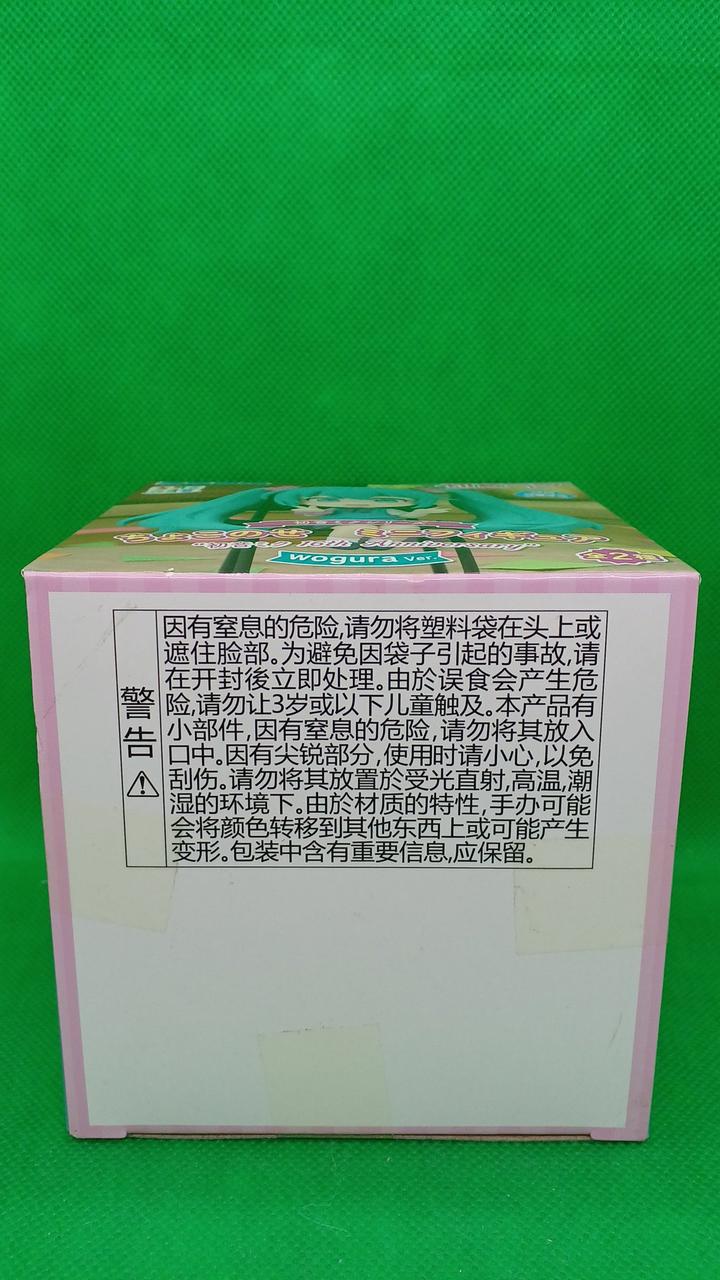 ちょこのせ
wogura Ver.
全2種
警告
因有窒息的危险,请勿将塑料袋在头上或
遮住脸部。为避免因袋子引起的事故,请
在开封後立即处理。由於误食会产生危
险,请勿让3岁或以下儿童触及。本产品有
小部件,因有窒息的危险,请勿将其放入
口中。因有尖锐部分,使用时请小心,以免
刮伤。请勿将其放置於受光直射,高温,潮
湿的环境下。由於材质的特性,手办可能
会将颜色转移到其他东西上或可能产生
变形。包装中含有重要信息,应保留。